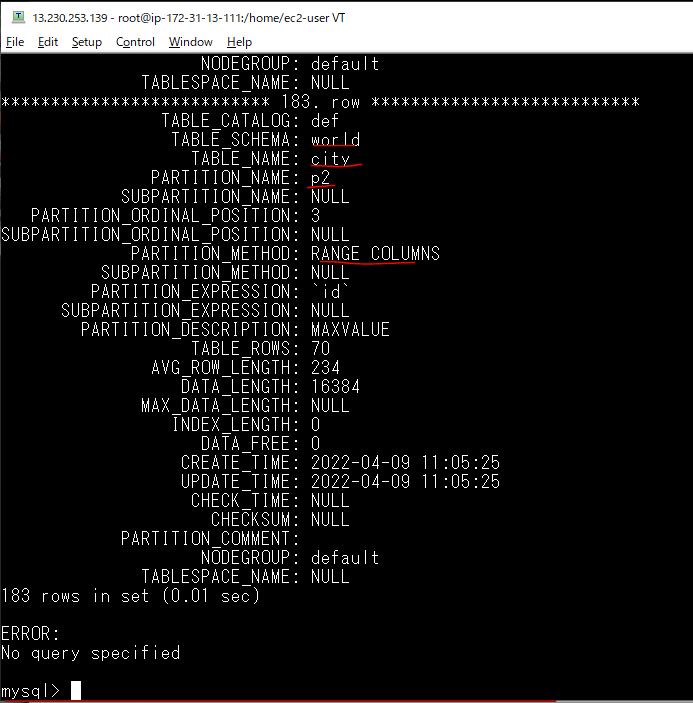 13.230.253.139 - root@ip-172-31-13-111:/home/ec2-user VT
File Edit Setup Control Window Help
NODEGROUP: default
TABLESPACE_NAME: NULL
*************************** 183. row ***************************
TABLE_CATALOG: def
TABLE_SCHEMA: world
TABLE_NAME: city
PARTITION_NAME: p2
SUBPARTITION_NAME: NULL
PARTITION_ORDINAL_POSITION: 3
SUBPARTITION_ORDINAL_POSITION: NULL
PARTITION_METHOD: RANGE COLUMNS
SUBPARTITION_METHOD: NULL
PARTITION_EXPRESSION: `id`
SUBPARTITION_EXPRESSION: NULL
PARTITION_DESCRIPTION: MAXVALUE
TABLE_ROWS: 70
AVG_ROW_LENGTH: 234
DATA_LENGTH: 16384
MAX_DATA_LENGTH: NULL
INDEX_LENGTH: 0
DATA_FREE: 0
CREATE_TIME: 2022-04-09 11:05:25
UPDATE_TIME: 2022-04-09 11:05:25
CHECK_TIME: NULL
CHECKSUM: NULL
PARTITION_COMMENT:
NODEGROUP: default
TABLESPACE_NAME: NULL
183 rows in set (0.01 sec)
ERROR:
No query specified
mysql>